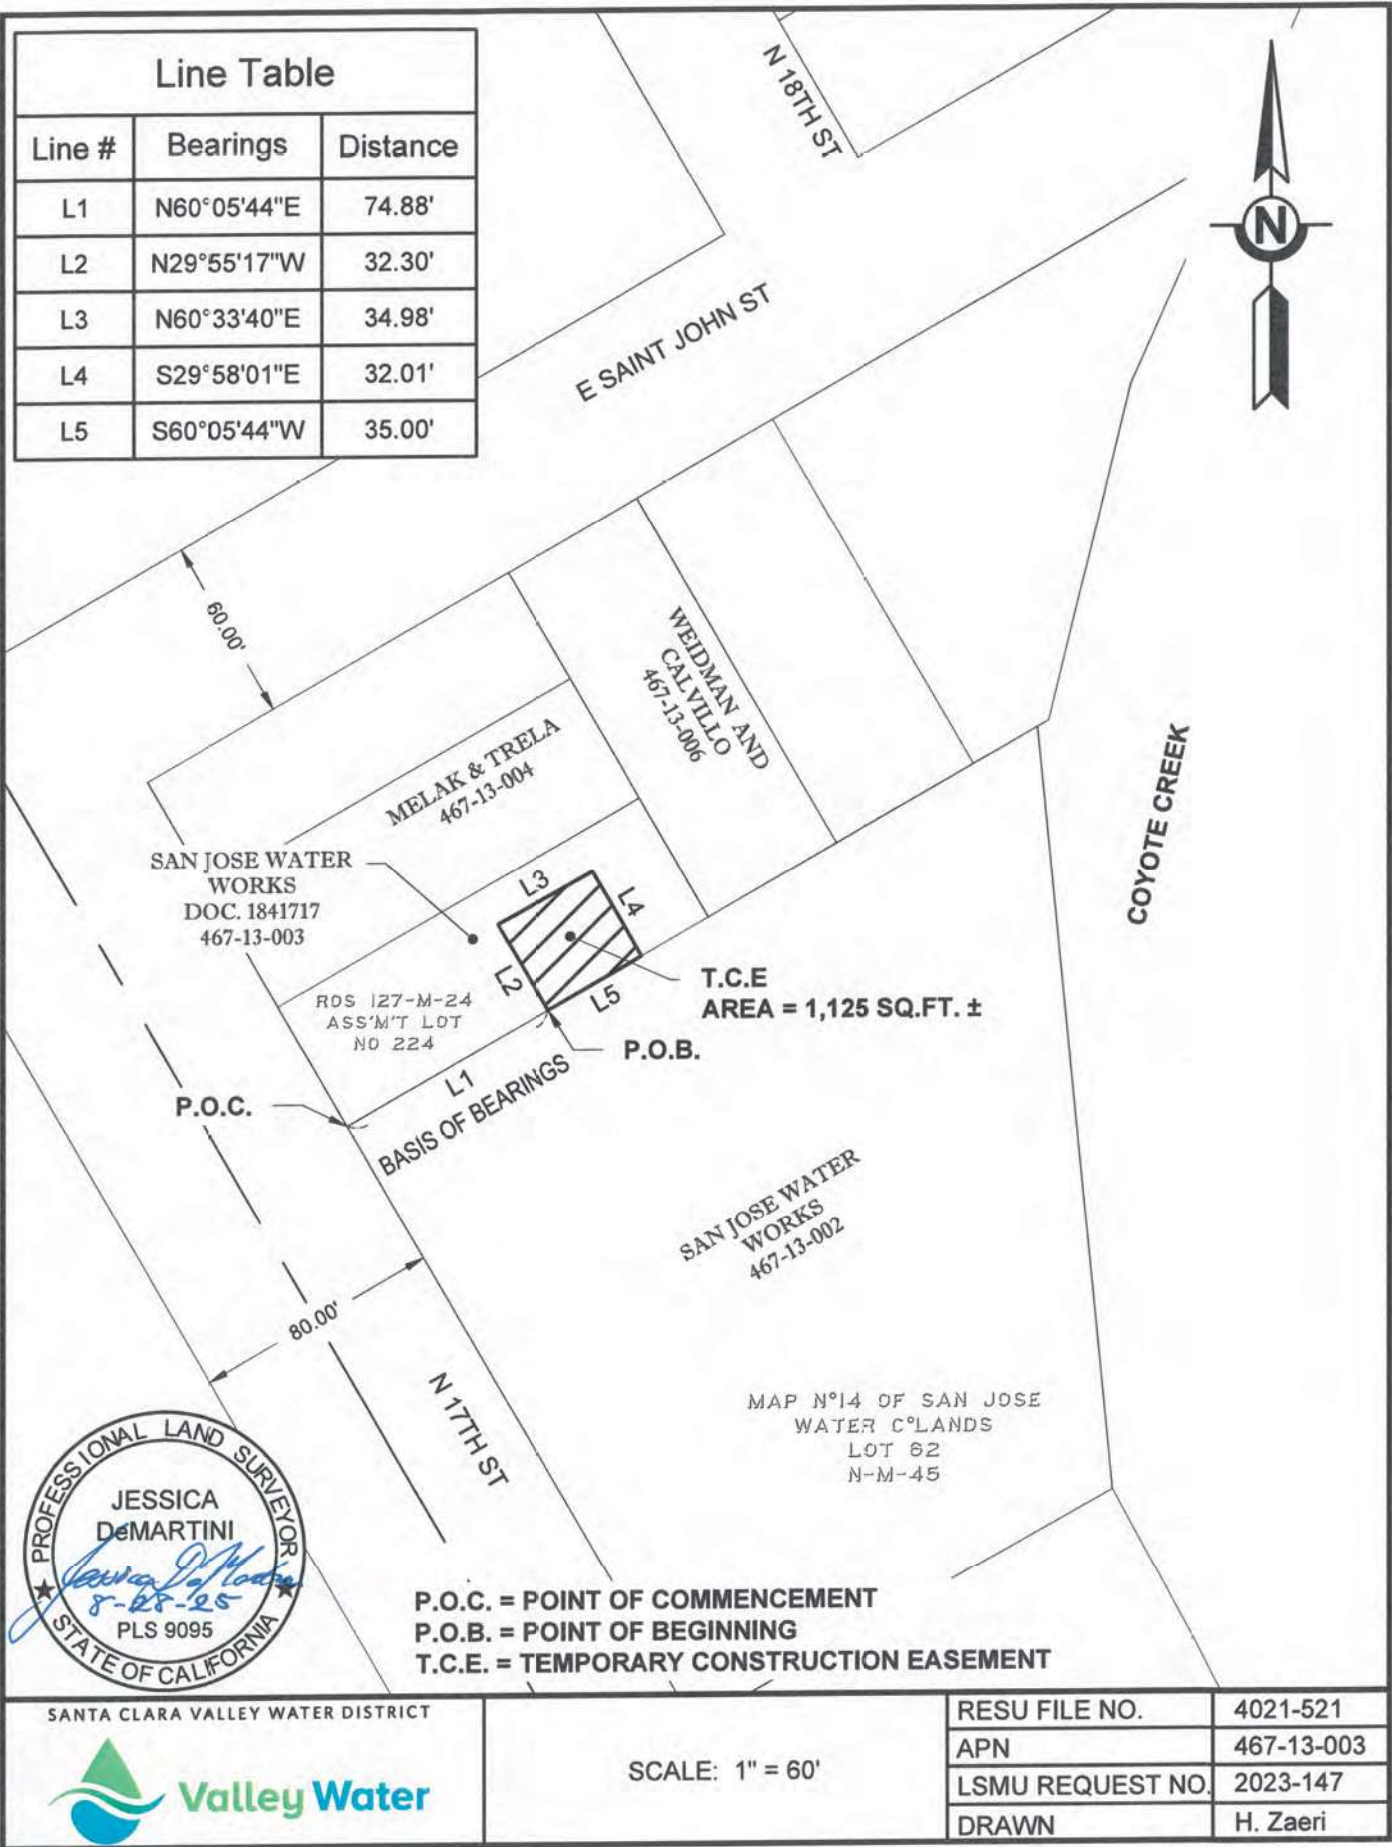 Line Table
Line # Bearings Distance
L1 N60°05'44"E 74.88'
L2 N29°55'17"W 32.30'
L3 N60°33'40"E 34.98'
L4 S29°58'01"E 32.01'
L5 S60°05'44"W 35.00'
N 18TH ST
N
E SAINT JOHN ST
60.00'
WEIDMAN AND
CALVILLO
467-13-006
MELAK & TRELA
467-13-004
COYOTE CREEK
SAN JOSE WATER
WORKS
DOC. 1841717
467-13-003
L3
L4
L2
L5
T.C.E
AREA = 1,125 SQ.FT. ±
ROS 127-M-24
ASS'M'T LOT
NO 224
P.O.B.
L1
BASIS OF BEARINGS
P.O.C.
SAN JOSE WATER
WORKS
467-13-002
80.00'
N 17TH ST
MAP N°14 OF SAN JOSE
WATER C°LANDS
LOT 62
N-M-45
PROFESSIONAL LAND SURVEYOR
JESSICA
DeMARTINI
Jessica DeMartini
8-28-25
PLS 9095
STATE OF CALIFORNIA
P.O.C. = POINT OF COMMENCEMENT
P.O.B. = POINT OF BEGINNING
T.C.E. = TEMPORARY CONSTRUCTION EASEMENT
SANTA CLARA VALLEY WATER DISTRICT
Valley Water
SCALE: 1" = 60'
RESU FILE NO. 4021-521
APN 467-13-003
LSMU REQUEST NO. 2023-147
DRAWN H. Zaeri